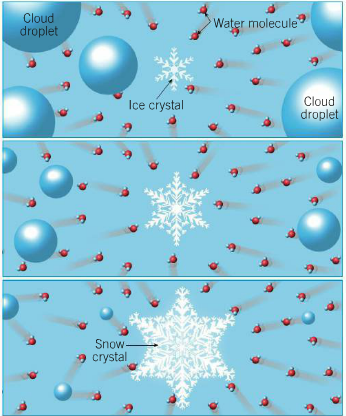 Cloud
droplet
Water molecule
Ice crystal
Cloud
droplet
Snow
crystal